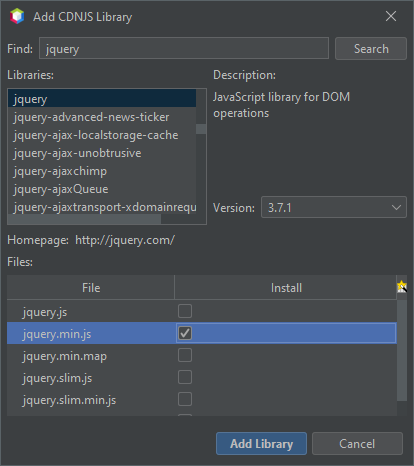 Add CDNJS Library
Find: jquery Search
Libraries:
jquery
jquery-advanced-news-ticker
jquery-ajax-localstorage-cache
jquery-ajax-unobtrusive
jquery-ajaxchimp
jquery-ajaxQueue
jquery-ajaxtransport-xdomainrequ
Description:
JavaScript library for DOM
operations
Version: 3.7.1
Homepage: http://jquery.com/
Files:
File Install
jquery.js
jquery.min.js
jquery.min.map
jquery.slim.js
jquery.slim.min.js
Add Library Cancel